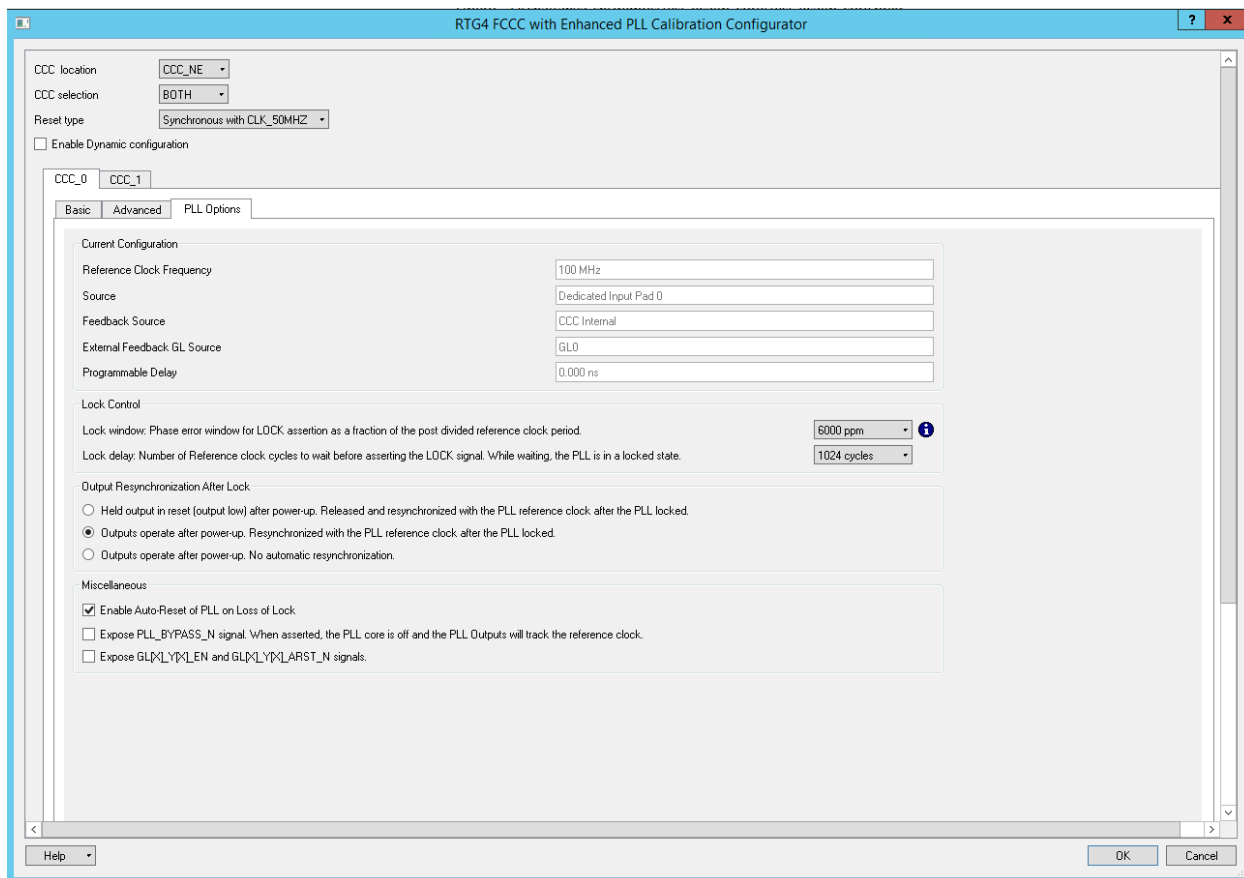 RTG4 FCCC with Enhanced PLL Calibration Configurator
? x
CCC location CCC_NE
CCC selection BOTH
Reset type Synchronous with CLK_50MHZ
Enable Dynamic configuration
CCC_0 CCC_1
Basic Advanced PLL Options
Current Configuration
Reference Clock Frequency 100 MHz
Source Dedicated Input Pad 0
Feedback Source CCC Internal
External Feedback GL Source GL0
Programmable Delay 0.000 ns
Lock Control
Lock window: Phase error window for LOCK assertion as a fraction of the post divided reference clock period. 6000 ppm
Lock delay: Number of Reference clock cycles to wait before asserting the LOCK signal. While waiting, the PLL is in a locked state. 1024 cycles
Output Resynchronization After Lock
Held output in reset (output low) after power-up. Released and resynchronized with the PLL reference clock after the PLL locked.
Outputs operate after power-up. Resynchronized with the PLL reference clock after the PLL locked.
Outputs operate after power-up. No automatic resynchronization.
Miscellaneous
Enable Auto-Reset of PLL on Loss of Lock
Expose PLL_BYPASS_N signal. When asserted, the PLL core is off and the PLL Outputs will track the reference clock.
Expose GL[X]_Y[X]_EN and GL[X]_Y[X]_ARST_N signals.
Help OK Cancel